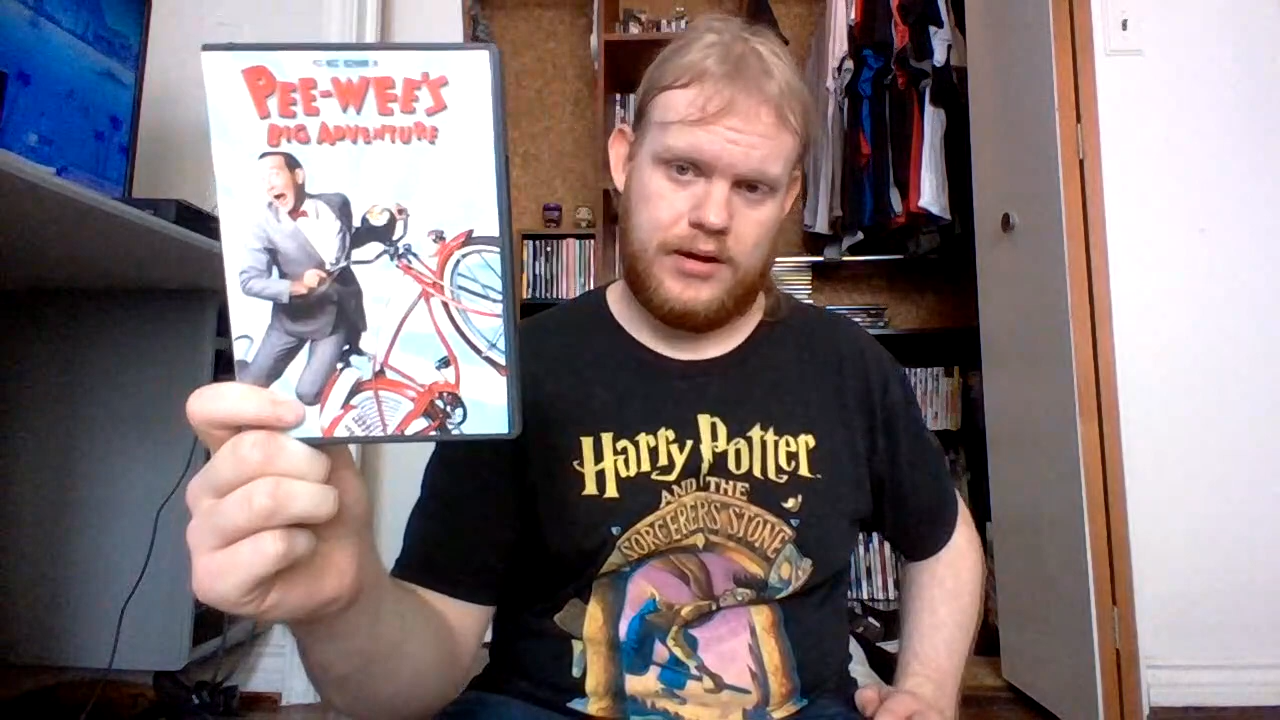 PEE-WEE'S
BIG ADVENTURE
Harry Potter
AND THE
SORCERER'S STONE